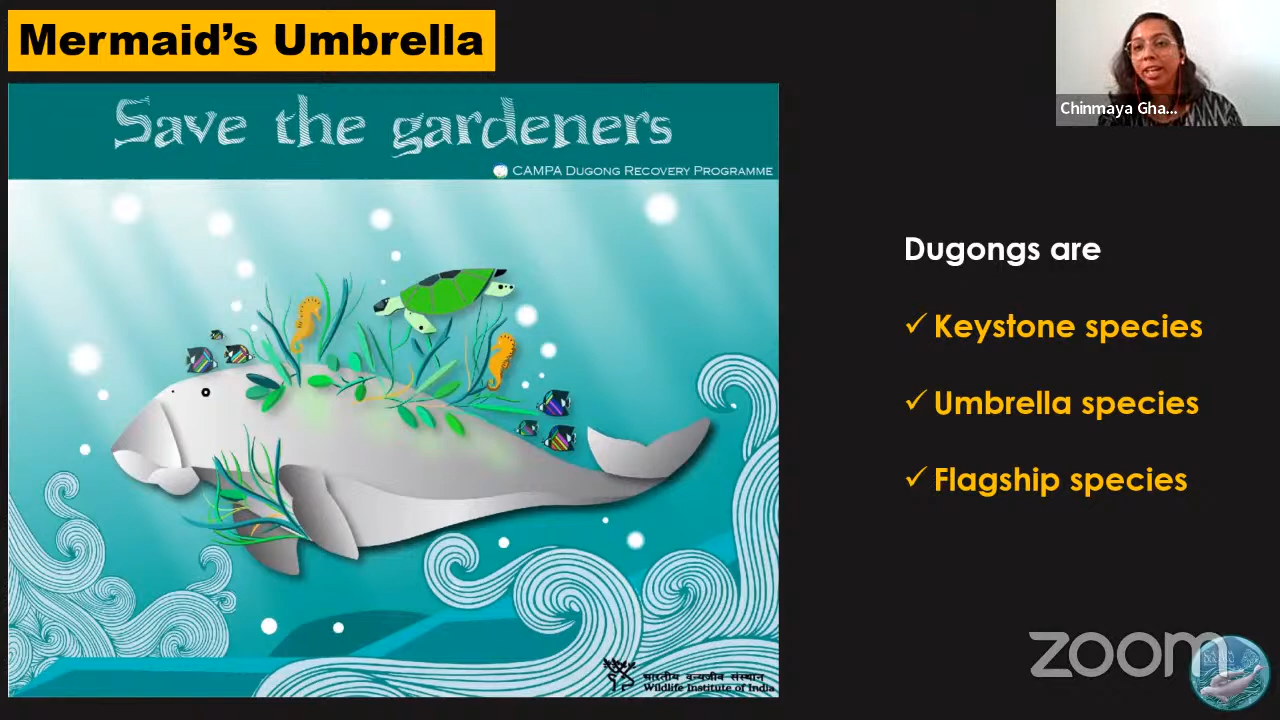 Mermaid's Umbrella
Chinmaya Gha...
Save the gardeners
CAMPA DUGONG RECOVERY PROGRAMME
Dugongs are
✓ Keystone species
✓ Umbrella species
✓ Flagship species
भारतीय वन्यजीव संस्थान
Wildlife Institute of India
zoom